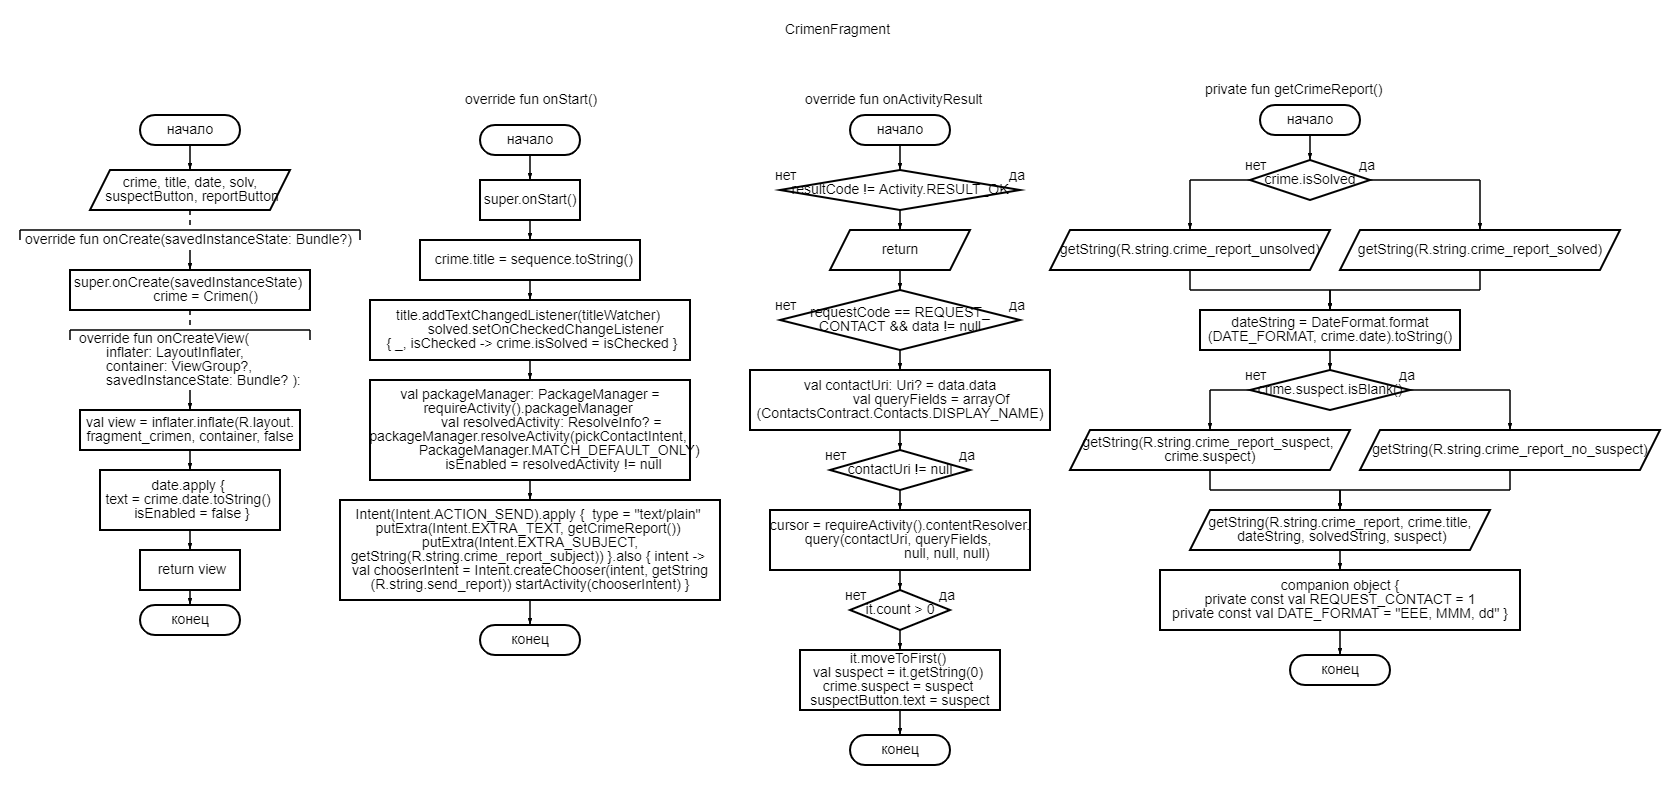 CrimenFragment
начало
crime, title, date, solv,
suspectButton, reportButton
override fun onCreate(savedInstanceState: Bundle?)
super.onCreate(savedInstanceState)
crime = Crimen()
override fun onCreateView(
inflater: LayoutInflater,
container: ViewGroup?,
savedInstanceState: Bundle? ):
val view = inflater.inflate(R.layout.
fragment_crimen, container, false
date.apply {
text = crime.date.toString()
isEnabled = false }
return view
конец
override fun onStart()
начало
super.onStart()
crime.title = sequence.toString()
title.addTextChangedListener(titleWatcher)
solved.setOnCheckedChangeListener
{ _, isChecked -> crime.isSolved = isChecked }
val packageManager: PackageManager =
requireActivity().packageManager
val resolvedActivity: ResolveInfo? =
packageManager.resolveActivity(pickContactIntent,
PackageManager.MATCH_DEFAULT_ONLY)
isEnabled = resolvedActivity != null
Intent(Intent.ACTION_SEND).apply { type = "text/plain"
putExtra(Intent.EXTRA_TEXT, getCrimeReport())
putExtra(Intent.EXTRA_SUBJECT,
getString(R.string.crime_report_subject)) }.also { intent ->
val chooserIntent = Intent.createChooser(intent, getString
(R.string.send_report)) startActivity(chooserIntent) }
конец
override fun onActivityResult
начало
нет
да
resultCode != Activity.RESULT_OK
return
нет
да
requestCode == REQUEST_
CONTACT && data != null
val contactUri: Uri? = data.data
val queryFields = arrayOf
(ContactsContract.Contacts.DISPLAY_NAME)
нет
да
contactUri != null
cursor = requireActivity().contentResolver.
query(contactUri, queryFields,
null, null, null)
нет
да
it.count > 0
it.moveToFirst()
val suspect = it.getString(0)
crime.suspect = suspect
suspectButton.text = suspect
конец
private fun getCrimeReport()
начало
нет
да
crime.isSolved
getString(R.string.crime_report_unsolved)
getString(R.string.crime_report_solved)
dateString = DateFormat.format
(DATE_FORMAT, crime.date).toString()
нет
да
crime.suspect.isBlank()
getString(R.string.crime_report_suspect,
crime.suspect)
getString(R.string.crime_report_no_suspect)
getString(R.string.crime_report, crime.title,
dateString, solvedString, suspect)
companion object {
private const val REQUEST_CONTACT = 1
private const val DATE_FORMAT = "EEE, MMM, dd" }
конец